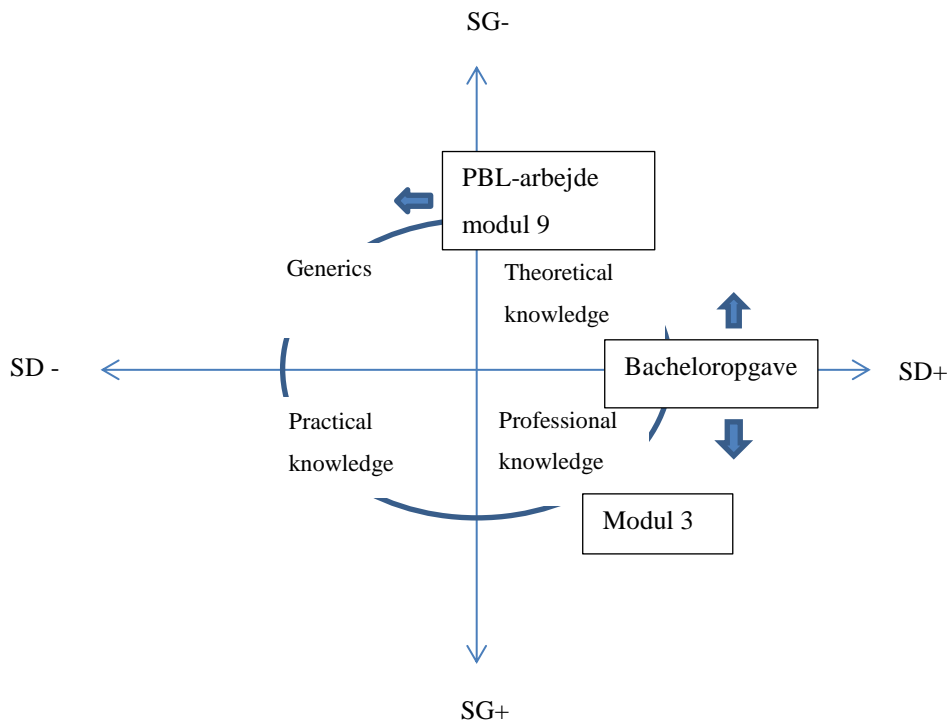 SG-
PBL-arbejde
modul 9
Generics
Theoretical
knowledge
SD -
Bacheloropgave
SD+
Practical
knowledge
Professional
knowledge
Modul 3
SG+